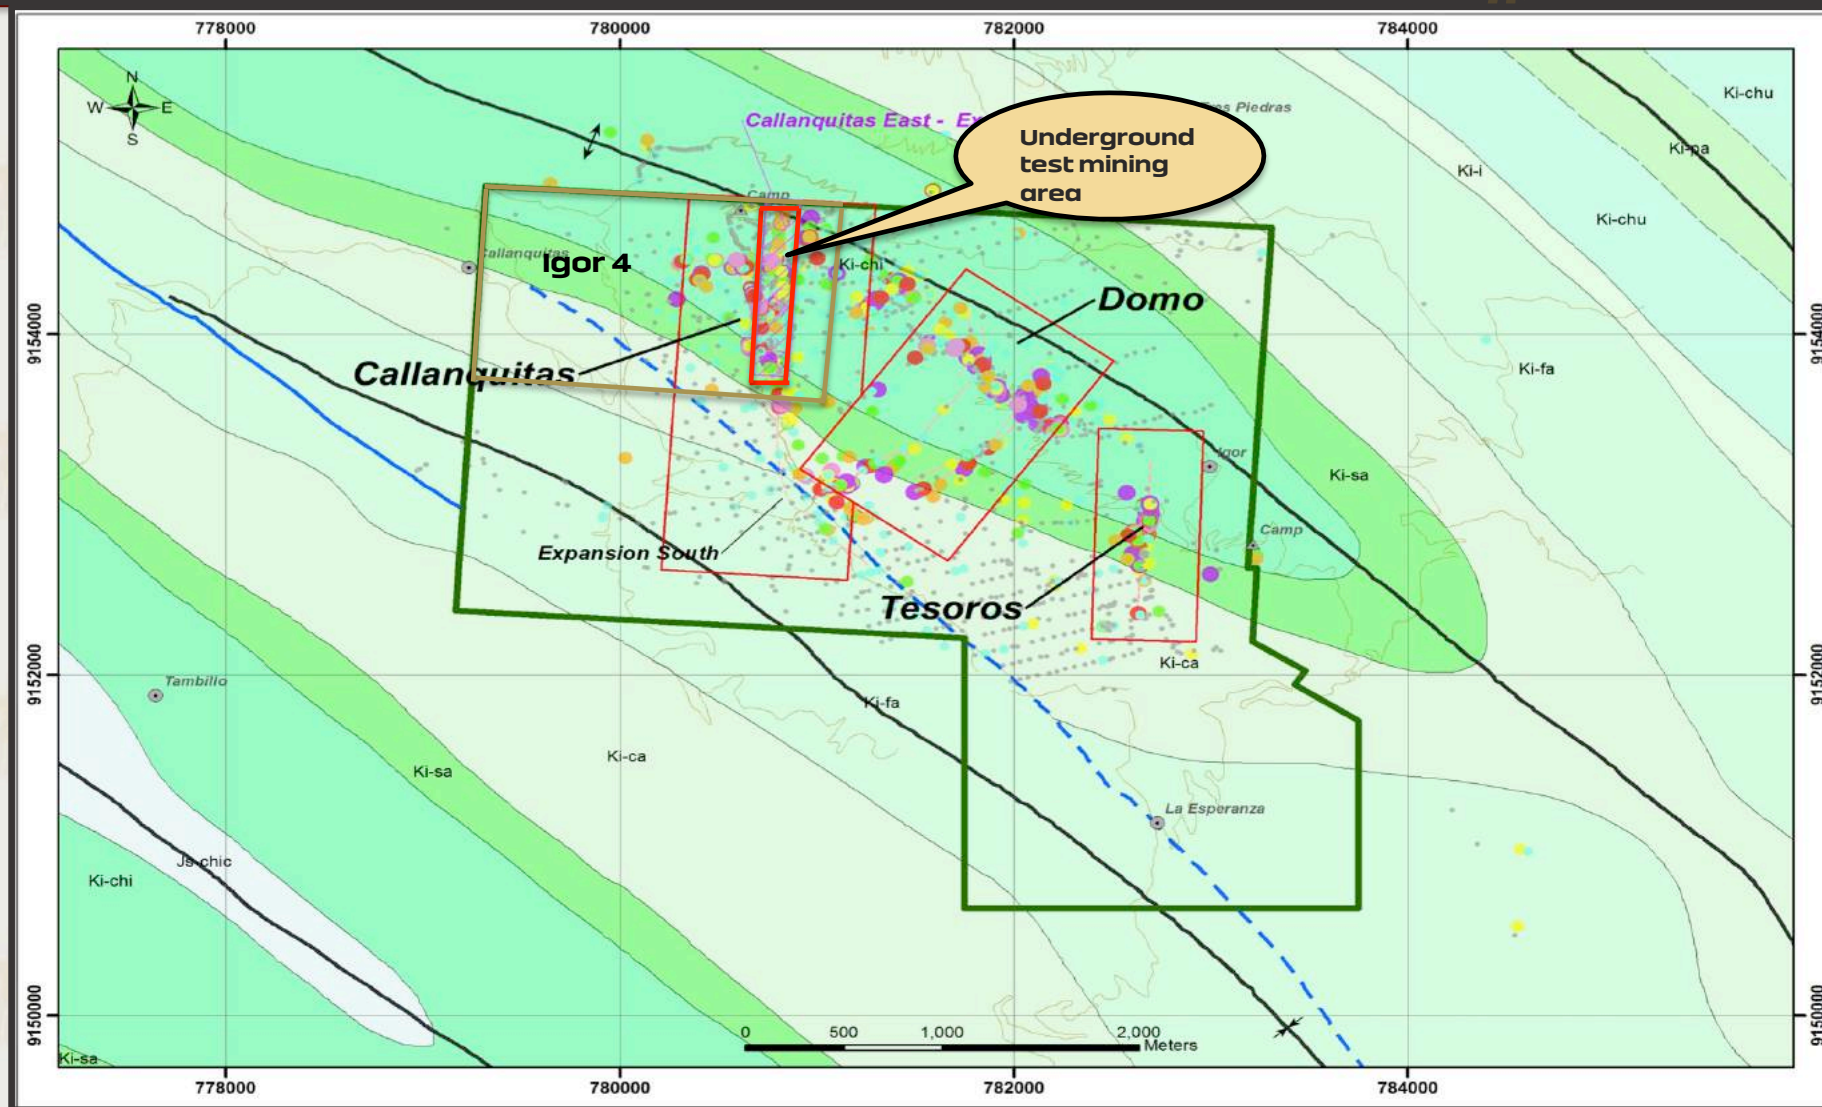 778000
780000
782000
784000
N
W E
S
Callanquitas East - Ex
Tres Piedras
Underground
test mining
area
Ki-chu
Ki-pa
Ki-i
Ki-chu
Camp
Callanquitas
Igor 4
Ki-chi
Domo
9154000
9154000
Callanquitas
Ki-fa
Igor
Ki-sa
Camp
Expansion South
Tesoros
Ki-ca
9152000
9152000
Tambillo
Ki-fa
Ki-ca
Ki-sa
La Esperanza
Js-chic
Ki-chi
9150000
9150000
0 500 1,000 2,000
Meters
Ki-sa
778000
780000
782000
784000